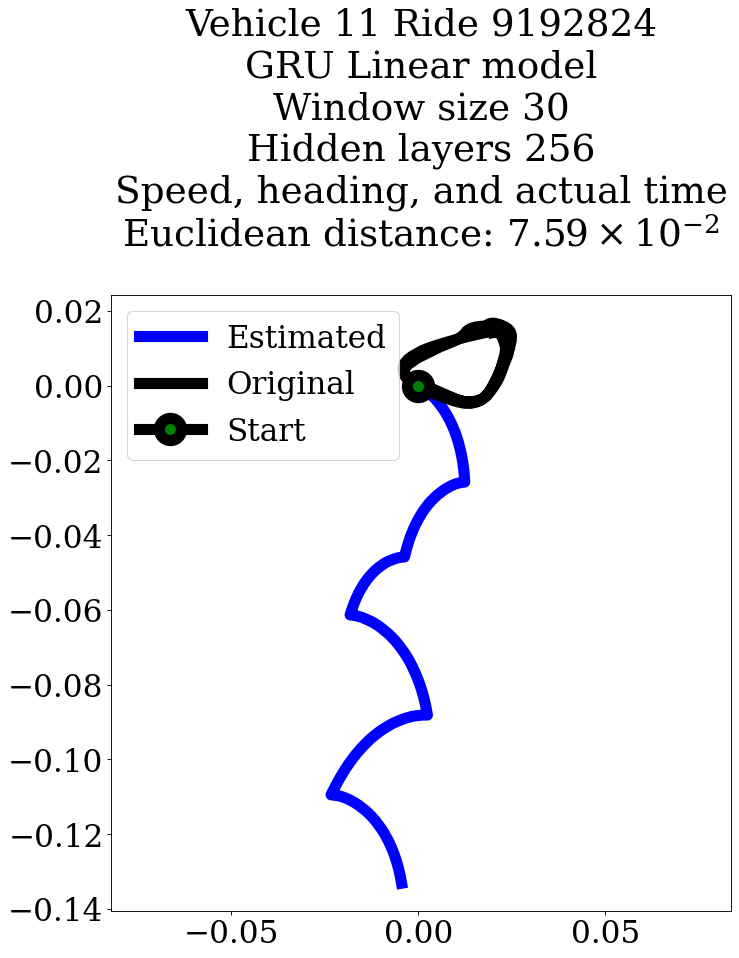 Vehicle 11 Ride 9192824
GRU Linear model
Window size 30
Hidden layers 256
Speed, heading, and actual time
Euclidean distance: 7.59 × 10⁻²
0.02
0.00
−0.02
−0.04
−0.06
−0.08
−0.10
−0.12
−0.14
Estimated
Original
Start
−0.05
0.00
0.05